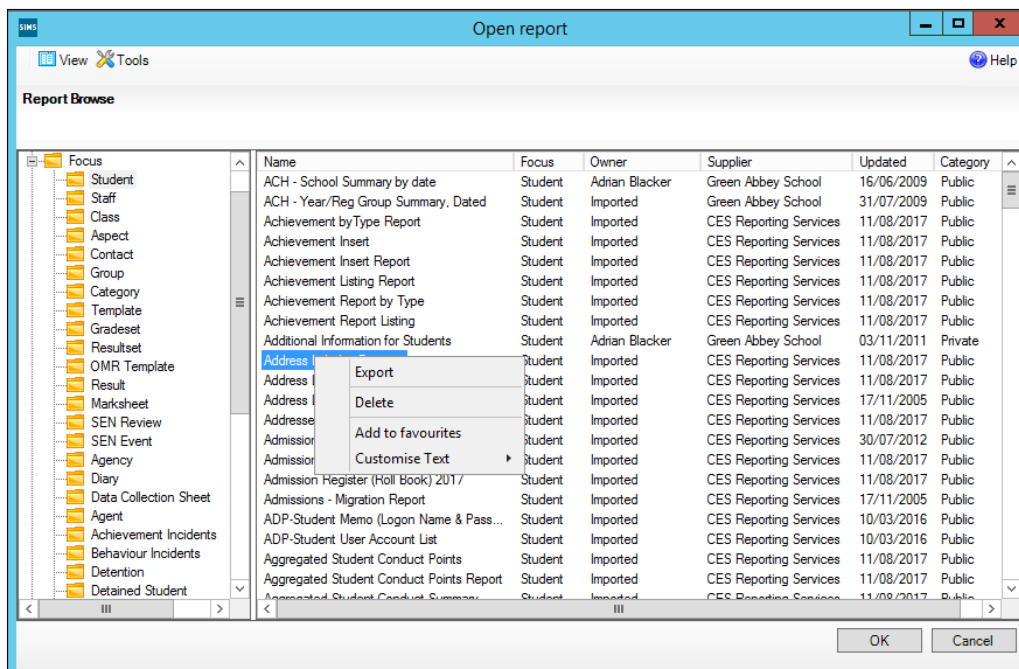 SIMS Open report
View Tools Help
Report Browse
Focus
Student
Staff
Class
Aspect
Contact
Group
Category
Template
Gradeset
Resultset
OMR Template
Result
Marksheet
SEN Review
SEN Event
Agency
Diary
Data Collection Sheet
Agent
Achievement Incidents
Behaviour Incidents
Detention
Detained Student
Name Focus Owner Supplier Updated Category
ACH - School Summary by date Student Adrian Blacker Green Abbey School 16/06/2009 Public
ACH - Year/Reg Group Summary, Dated Student Imported Green Abbey School 31/07/2009 Public
Achievement by Type Report Student Imported CES Reporting Services 11/08/2017 Public
Achievement Insert Student Imported CES Reporting Services 11/08/2017 Public
Achievement Insert Report Student Imported CES Reporting Services 11/08/2017 Public
Achievement Listing Report Student Imported CES Reporting Services 11/08/2017 Public
Achievement Report by Type Student Imported CES Reporting Services 11/08/2017 Public
Achievement Report Listing Student Imported CES Reporting Services 11/08/2017 Public
Additional Information for Students Student Adrian Blacker Green Abbey School 03/11/2011 Private
Address Student Imported CES Reporting Services 11/08/2017 Public
Address Student Imported CES Reporting Services 11/08/2017 Public
Address Student Imported CES Reporting Services 17/11/2005 Public
Addresse Student Imported CES Reporting Services 11/08/2017 Public
Admission Student Imported CES Reporting Services 30/07/2012 Public
Admission Student Imported CES Reporting Services 11/08/2017 Public
Admission Register (Roll Book) 2017 Student Imported CES Reporting Services 11/08/2017 Public
Admissions - Migration Report Student Imported CES Reporting Services 17/11/2005 Public
ADP-Student Memo (Logon Name & Pass... Student Imported CES Reporting Services 10/03/2016 Public
ADP-Student User Account List Student Imported CES Reporting Services 10/03/2016 Public
Aggregated Student Conduct Points Student Imported CES Reporting Services 11/08/2017 Public
Aggregated Student Conduct Points Report Student Imported CES Reporting Services 11/08/2017 Public
Aggregated Student Conduct Summary Student Imported CES Reporting Services 11/08/2017 Public
Export
Delete
Add to favourites
Customise Text
OK Cancel